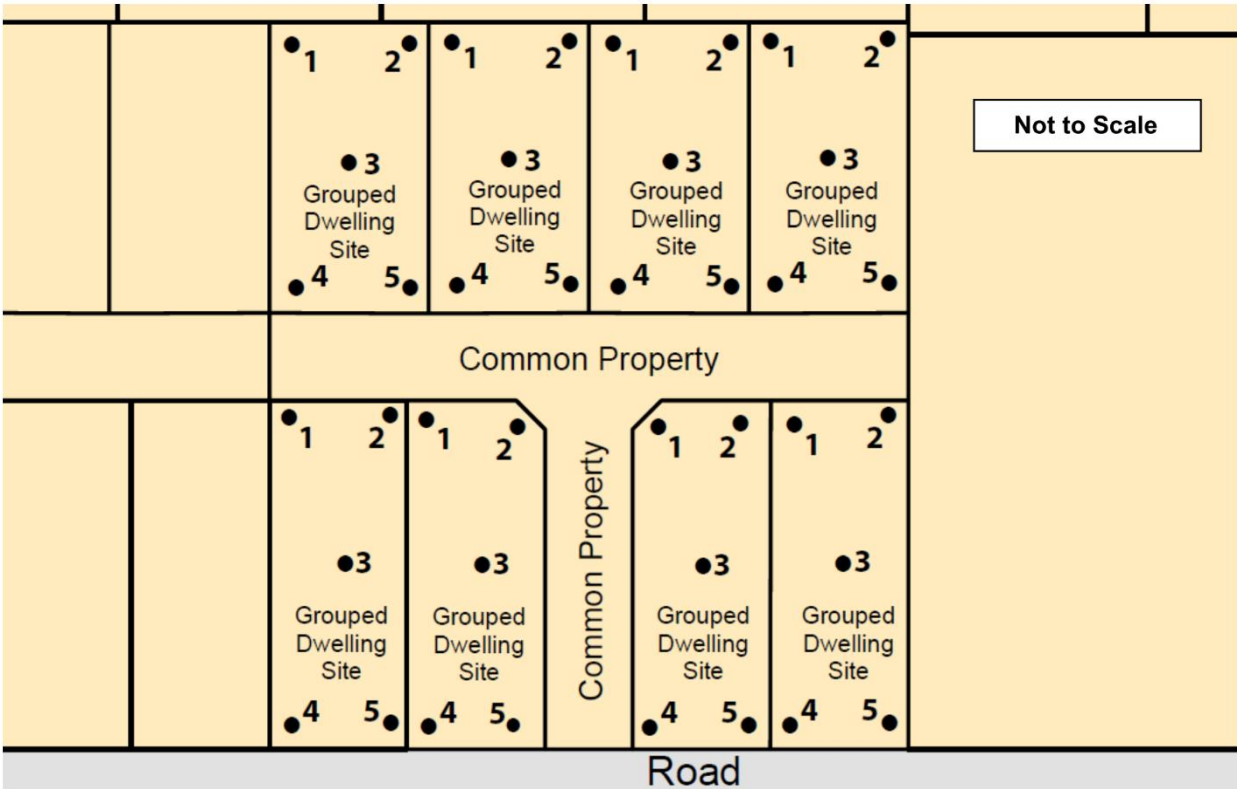 1 2 1 2 1 2 1 2
Not to Scale
3 3 3 3
Grouped Grouped Grouped Grouped
Dwelling Dwelling Dwelling Dwelling
Site Site Site Site
4 5 4 5 4 5 4 5
Common Property
1 2 1 2 1 2 1 2
Common Property
3 3 3 3
Grouped Grouped Grouped Grouped
Dwelling Dwelling Dwelling Dwelling
Site Site Site Site
4 5 4 5 4 5 4 5
Road